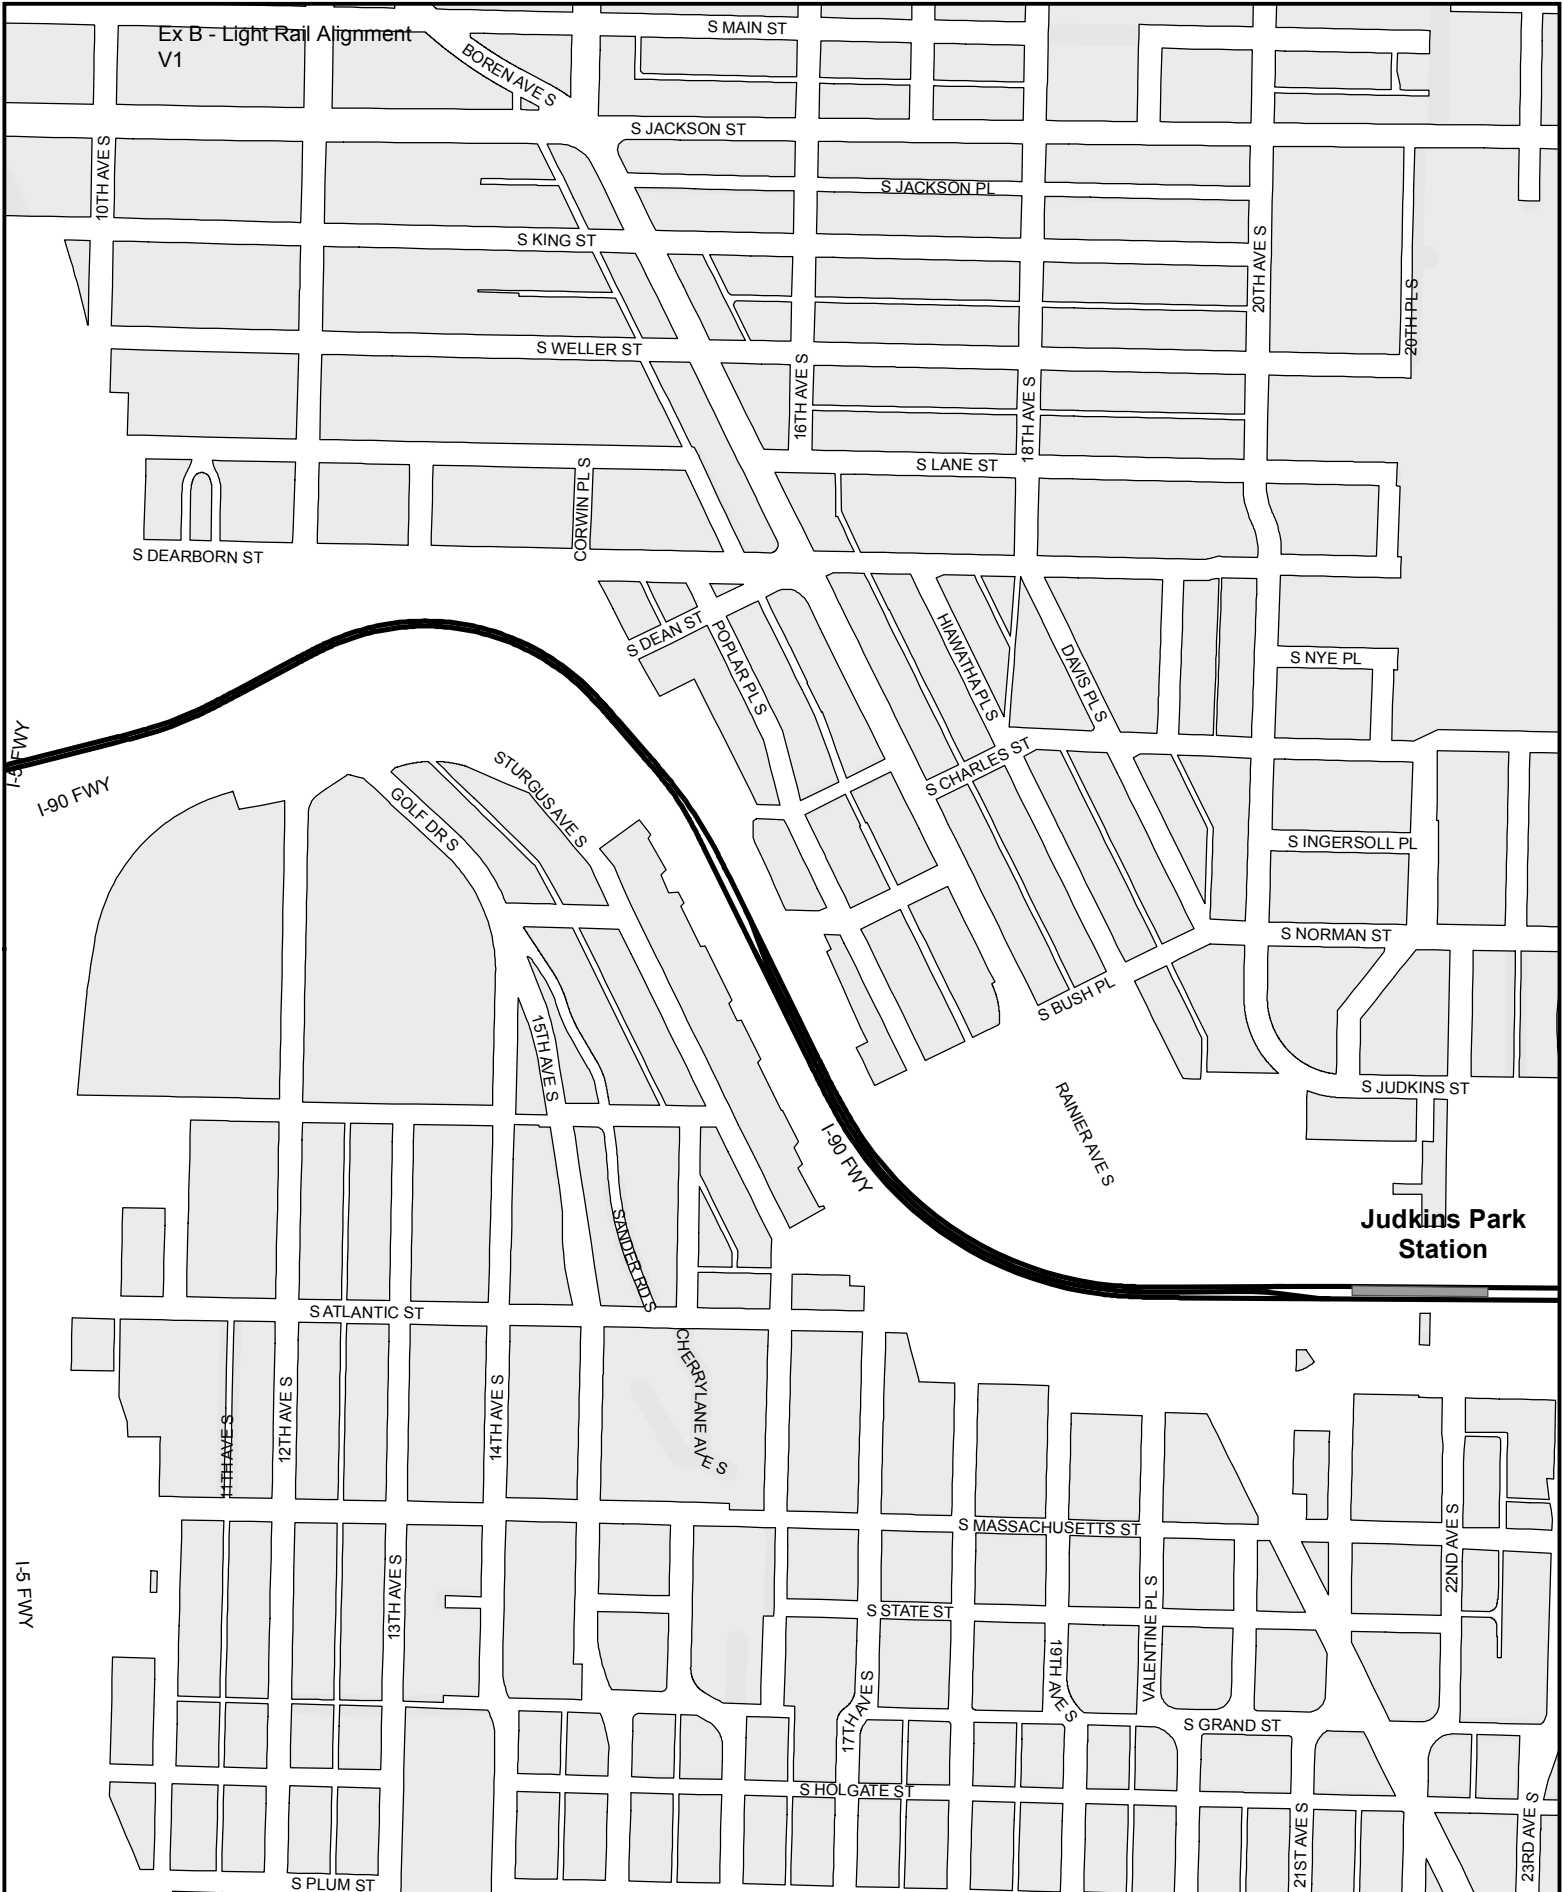 Ex B - Light Rail Alignment
V1
S MAIN ST
BOREN AVE S
S JACKSON ST
10TH AVE S
S JACKSON PL
S KING ST
20TH AVE S
20TH PL S
S WELLER ST
16TH AVE S
18TH AVE S
S LANE ST
CORWIN PL S
S DEARBORN ST
S DEAN ST
POPLAR PL S
HIAWATHA PL S
DAVIS PL S
S NYE PL
I-5 FWY
I-90 FWY
STURGUS AVE S
GOLF DR S
S CHARLES ST
S INGERSOLL PL
S NORMAN ST
S BUSH PL
15TH AVE S
S JUDKINS ST
RAINIER AVE S
I-90 FWY
Judkins Park
Station
SANDER RD S
S ATLANTIC ST
CHERRYLANE AVE S
11TH AVE S
12TH AVE S
14TH AVE S
S MASSACHUSETTS ST
22ND AVE S
I-5 FWY
13TH AVE S
S STATE ST
VALENTINE PL S
19TH AVE S
17TH AVE S
S GRAND ST
S HOLGATE ST
21ST AVE S
23RD AVE S
S PLUM ST